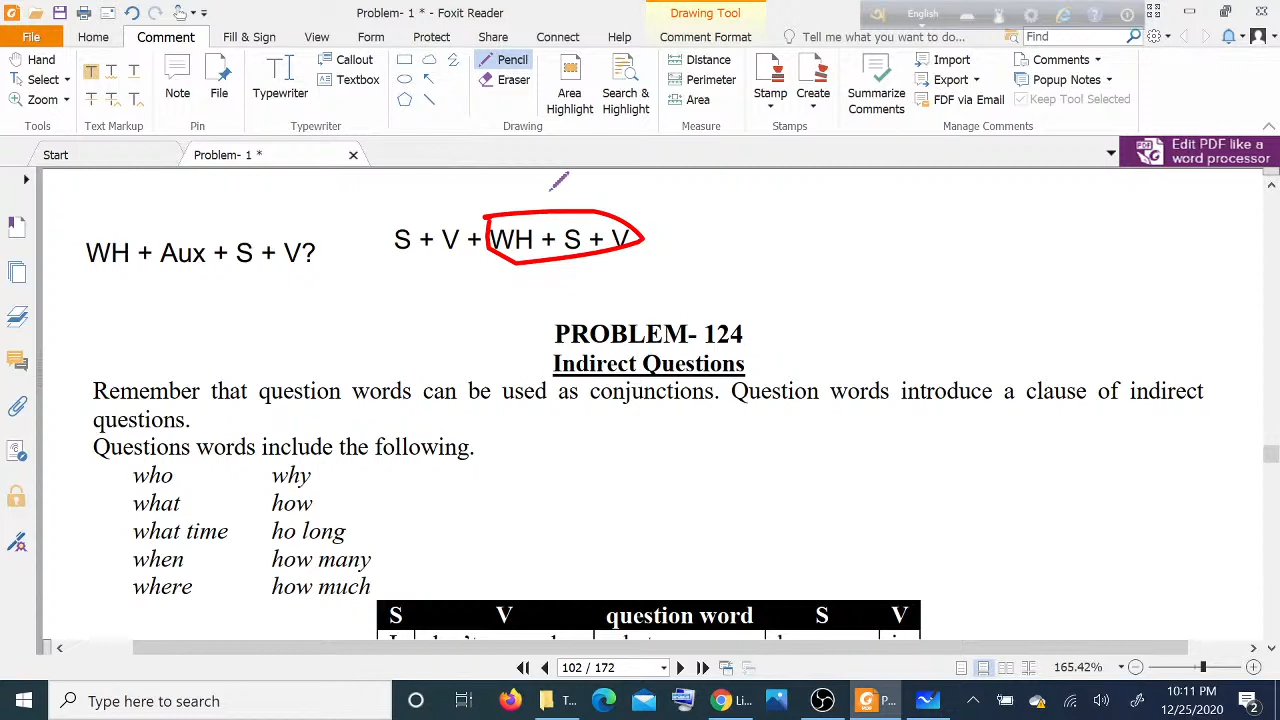 Problem- 1 * - Foxit Reader
Drawing Tool
English
File
Home
Comment
Fill & Sign
View
Form
Protect
Share
Connect
Help
Comment Format
Tell me what you want to do...
Find
Hand
Select
Zoom
Tools
Text Markup
Note
File
Pin
Typewriter
Callout
Textbox
Typewriter
Pencil
Eraser
Drawing
Area
Highlight
Search &
Highlight
Distance
Perimeter
Area
Measure
Stamp
Create
Stamps
Summarize
Comments
Import
Export
FDF via Email
Comments
Popup Notes
Keep Tool Selected
Manage Comments
Start
Problem- 1 *
Edit PDF like a
word processor
WH + Aux + S + V?
S + V + WH + S + V
PROBLEM- 124
Indirect Questions
Remember that question words can be used as conjunctions. Question words introduce a clause of indirect
questions.
Questions words include the following.
who why
what how
what time ho long
when how many
where how much
S V question word S V
102 / 172
165.42%
Type here to search
T...
Li...
P...
10:11 PM
12/25/2020
2